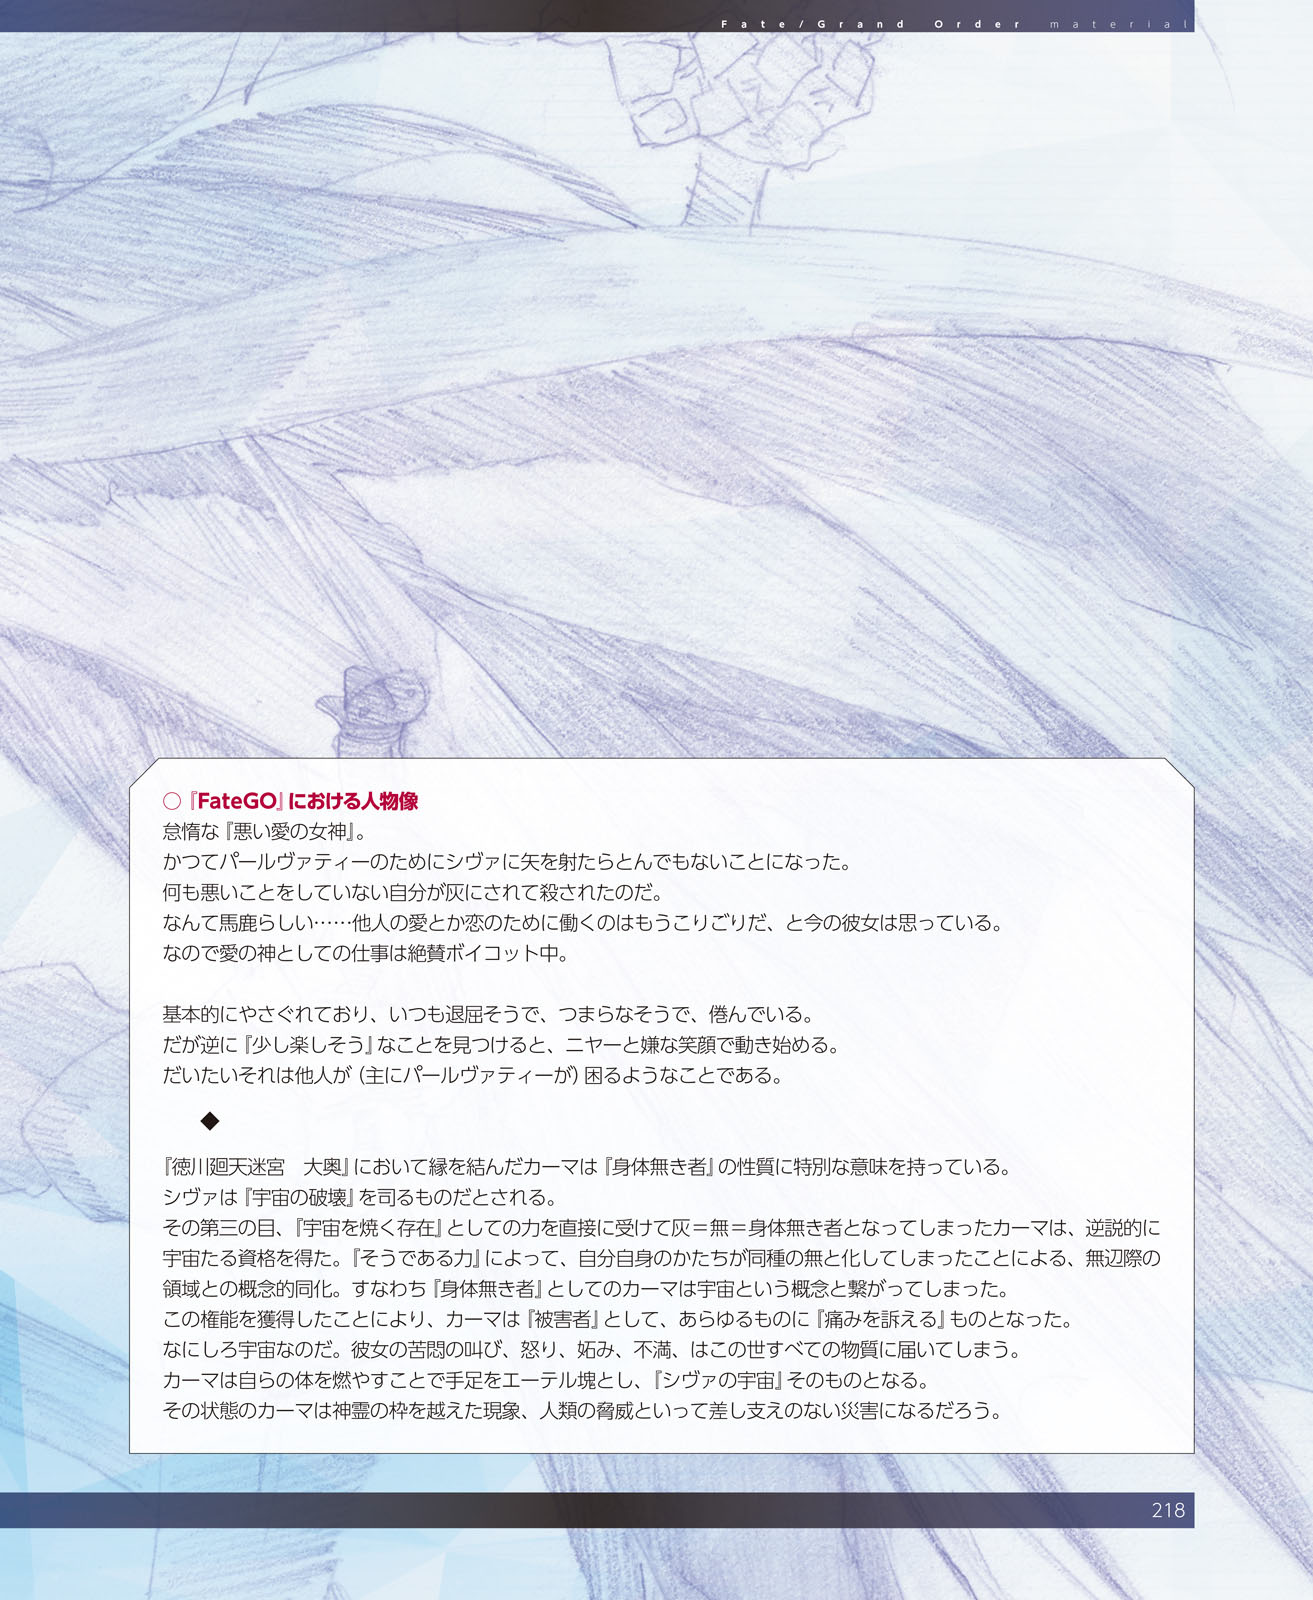 Fate/Grand Order material
○『FateGO』における人物像
怠惰な『悪い愛の女神』。
かつてパールヴァティーのためにシヴァに矢を射たらとんでもないことになった。
何も悪いことをしていない自分が灰にされて殺されたのだ。
なんて馬鹿らしい……他人の愛とか恋のために働くのはもうこりごりだ、と今の彼女は思っている。
なので愛の神としての仕事は絶賛ボイコット中。
基本的にやさぐれており、いつも退屈そうで、つまらなそうで、倦んでいる。
だが逆に『少し楽しそう』なことを見つけると、ニヤーと嫌な笑顔で動き始める。
だいたいそれは他人が（主にパールヴァティーが）困るようなことである。
◆
『徳川廻天迷宮　大奥』において縁を結んだカーマは『身体無き者』の性質に特別な意味を持っている。
シヴァは『宇宙の破壊』を司るものだとされる。
その第三の目、『宇宙を焼く存在』としての力を直接に受けて灰＝無＝身体無き者となってしまったカーマは、逆説的に
宇宙たる資格を得た。『そうである力』によって、自分自身のかたちが同種の無と化してしまったことによる、無辺際の
領域との概念的同化。すなわち『身体無き者』としてのカーマは宇宙という概念と繋がってしまった。
この権能を獲得したことにより、カーマは『被害者』として、あらゆるものに『痛みを訴える』ものとなった。
なにしろ宇宙なのだ。彼女の苦悶の叫び、怒り、妬み、不満、はこの世すべての物質に届いてしまう。
カーマは自らの体を燃やすことで手足をエーテル塊とし、『シヴァの宇宙』そのものとなる。
その状態のカーマは神霊の枠を越えた現象、人類の脅威といって差し支えのない災害になるだろう。
218